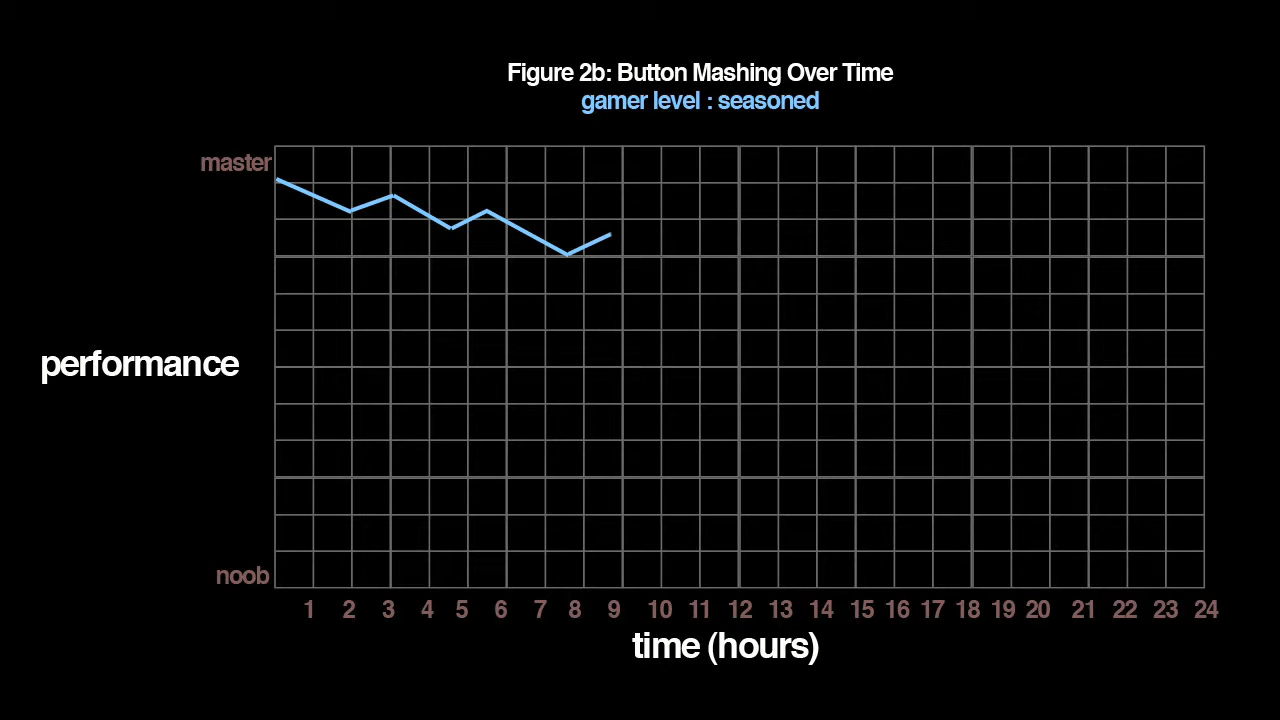 Figure 2b: Button Mashing Over Time
gamer level : seasoned
master
performance
noob
1 2 3 4 5 6 7 8 9 10 11 12 13 14 15 16 17 18 19 20 21 22 23 24
time (hours)